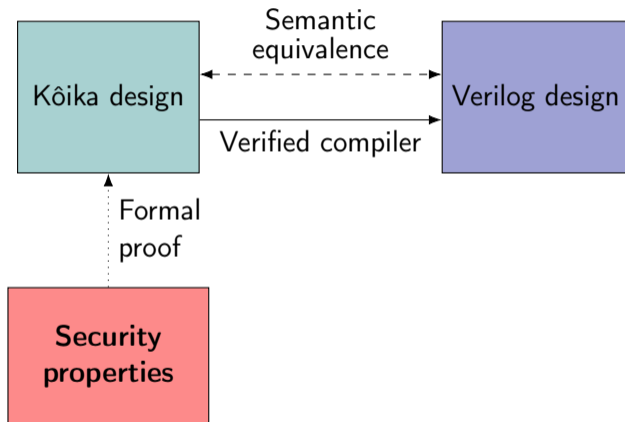 Semantic
equivalence
Kôika design
Verilog design
Verified compiler
Formal
proof
Security
properties